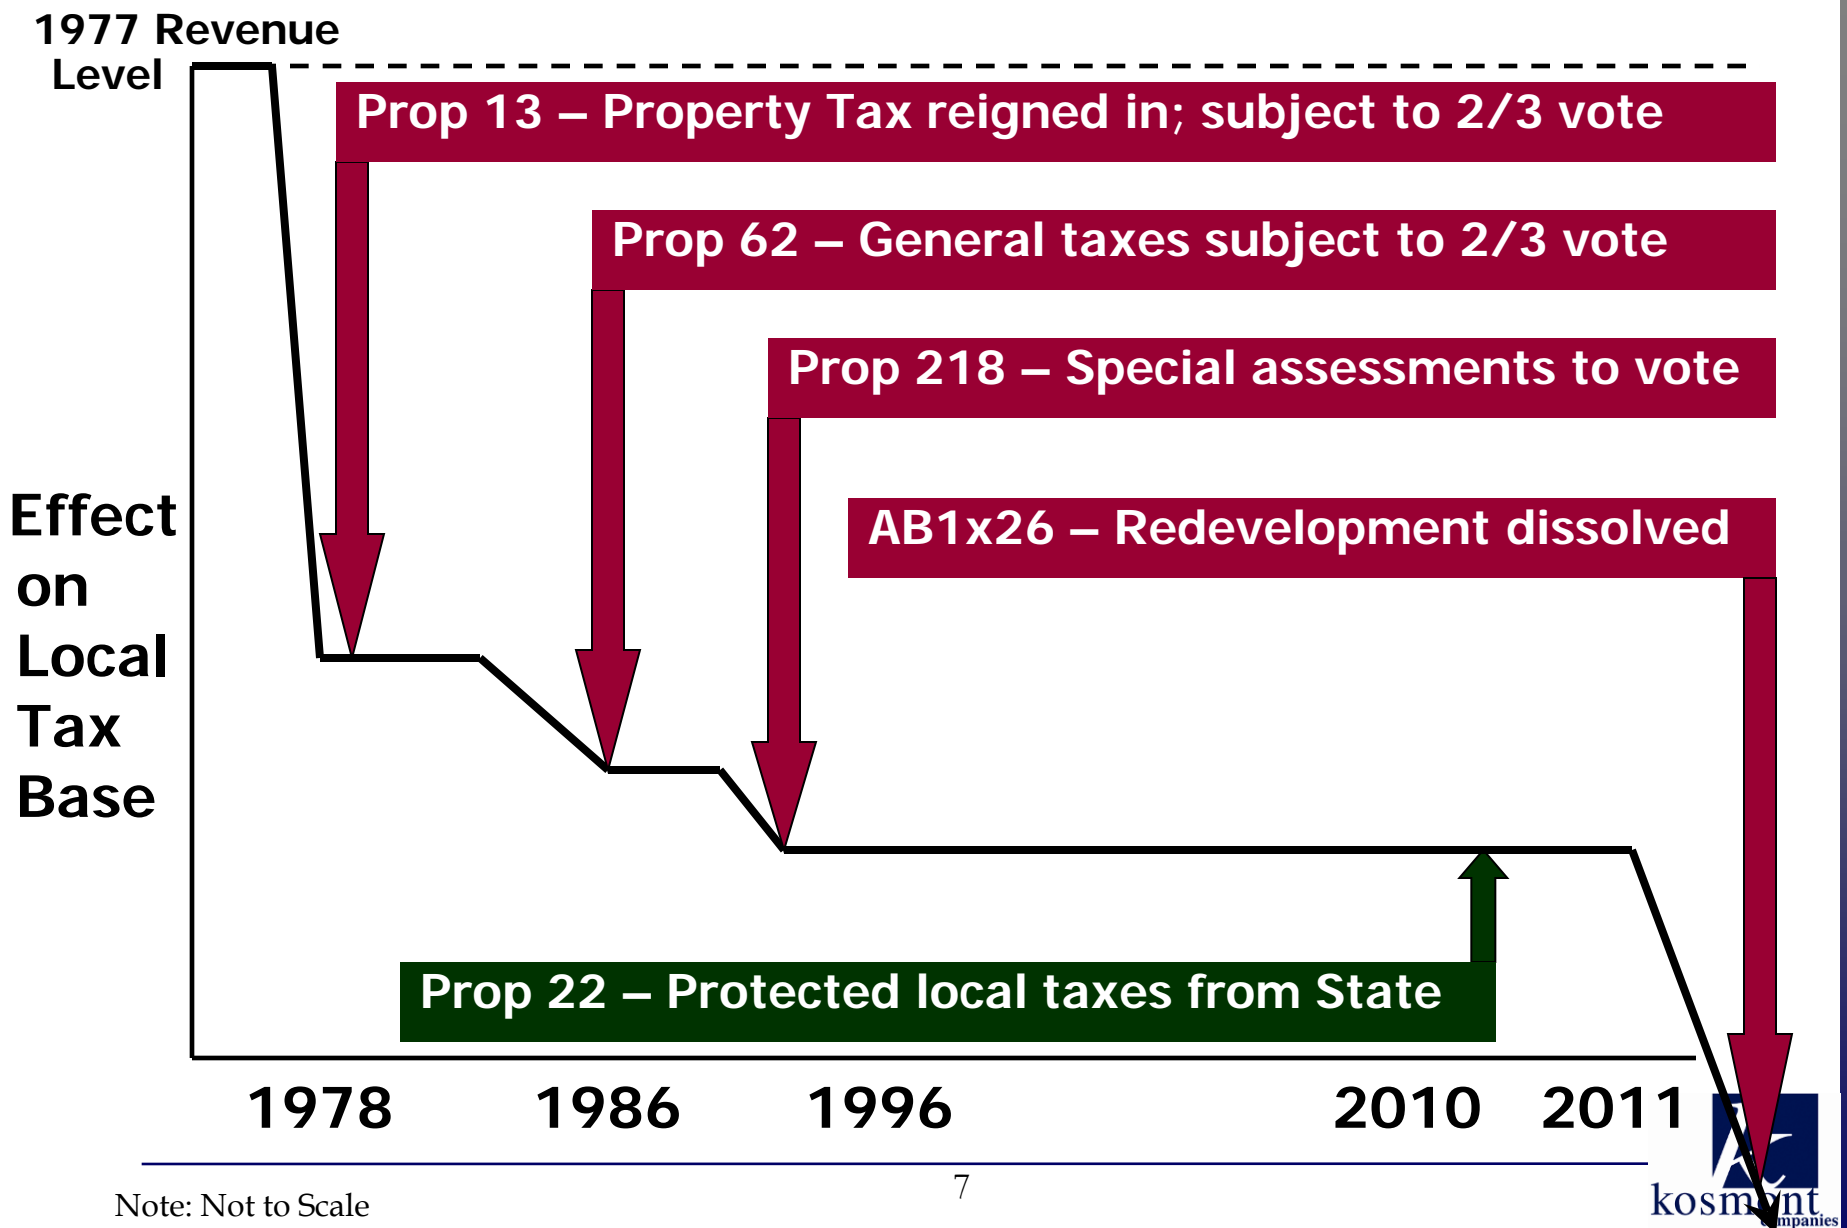 1977 Revenue
Level
Prop 13 – Property Tax reigned in; subject to 2/3 vote
Prop 62 – General taxes subject to 2/3 vote
Prop 218 – Special assessments to vote
AB1x26 – Redevelopment dissolved
Effect
on
Local
Tax
Base
Prop 22 – Protected local taxes from State
1978 1986 1996 2010 2011
7
Note: Not to Scale
kosmont
companies